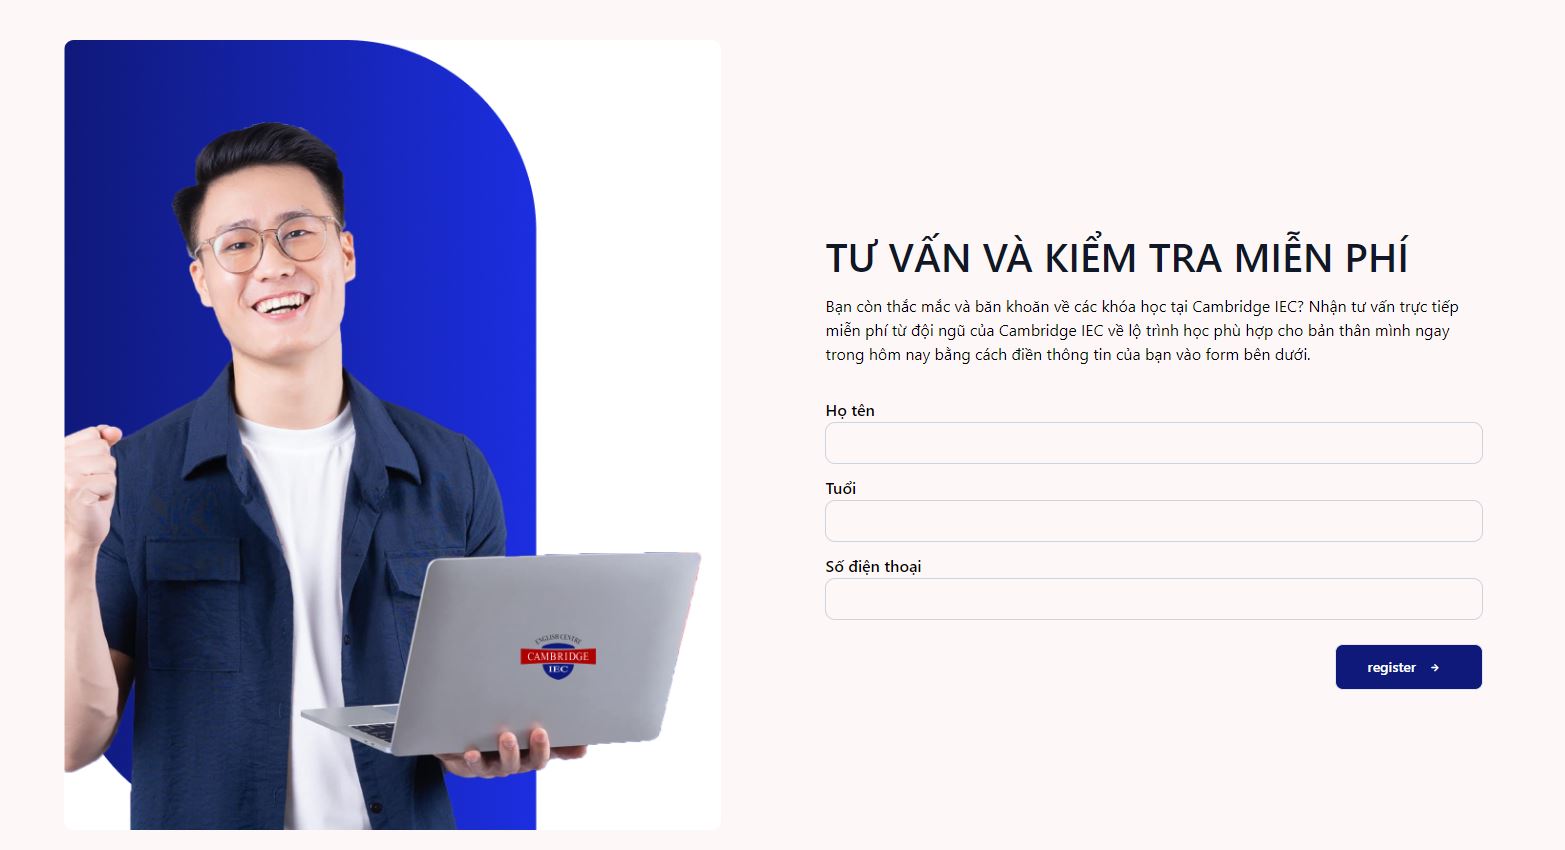 TƯ VẤN VÀ KIỂM TRA MIỄN PHÍ
Bạn còn thắc mắc và băn khoăn về các khóa học tại Cambridge IEC? Nhận tư vấn trực tiếp
miễn phí từ đội ngũ của Cambridge IEC về lộ trình học phù hợp cho bản thân mình ngay
trong hôm nay bằng cách điền thông tin của bạn vào form bên dưới.
Họ tên
Tuổi
Số điện thoại
register →
ENGLISH CENTRE
CAMBRIDGE
IEC